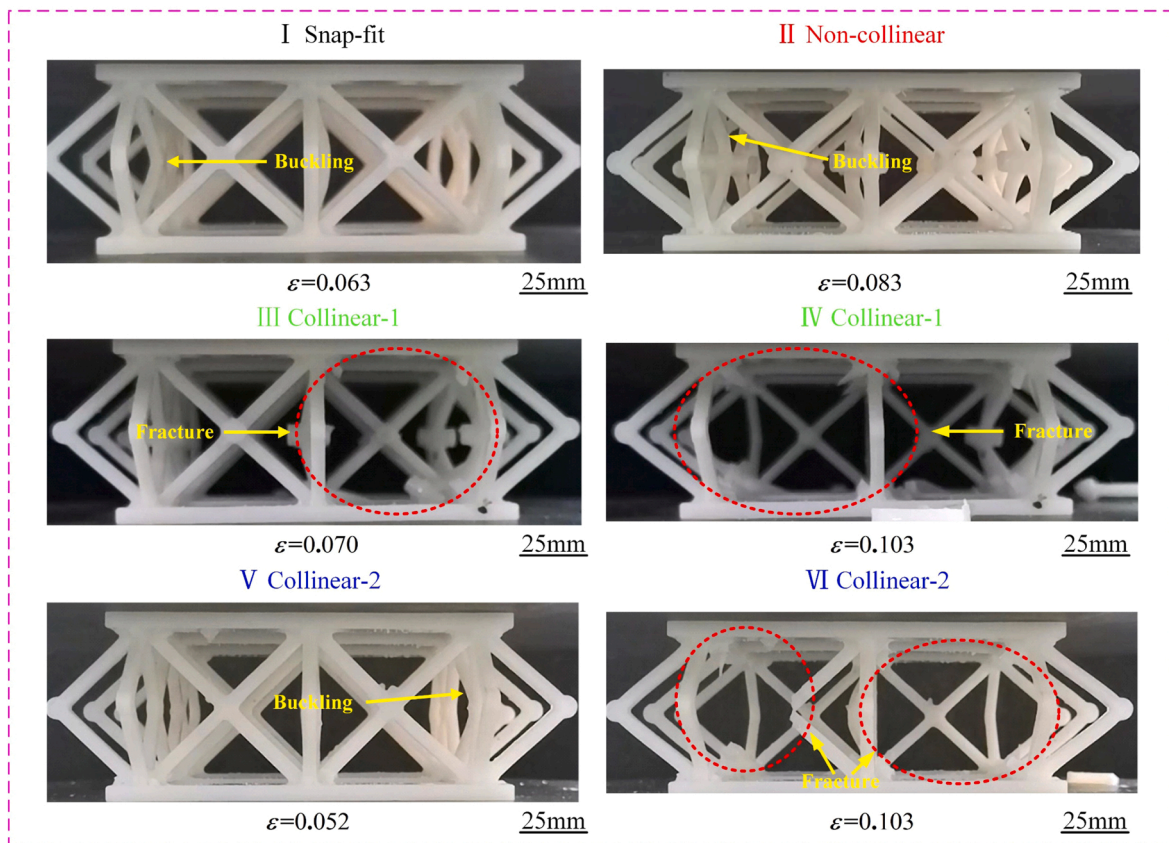 Ⅰ Snap-fit
Ⅱ Non-collinear
Buckling
Buckling
ε=0.063
25mm
ε=0.083
25mm
Ⅲ Collinear-1
Ⅳ Collinear-1
Fracture
Fracture
ε=0.070
25mm
ε=0.103
25mm
Ⅴ Collinear-2
Ⅵ Collinear-2
Buckling
Fracture
ε=0.052
25mm
ε=0.103
25mm